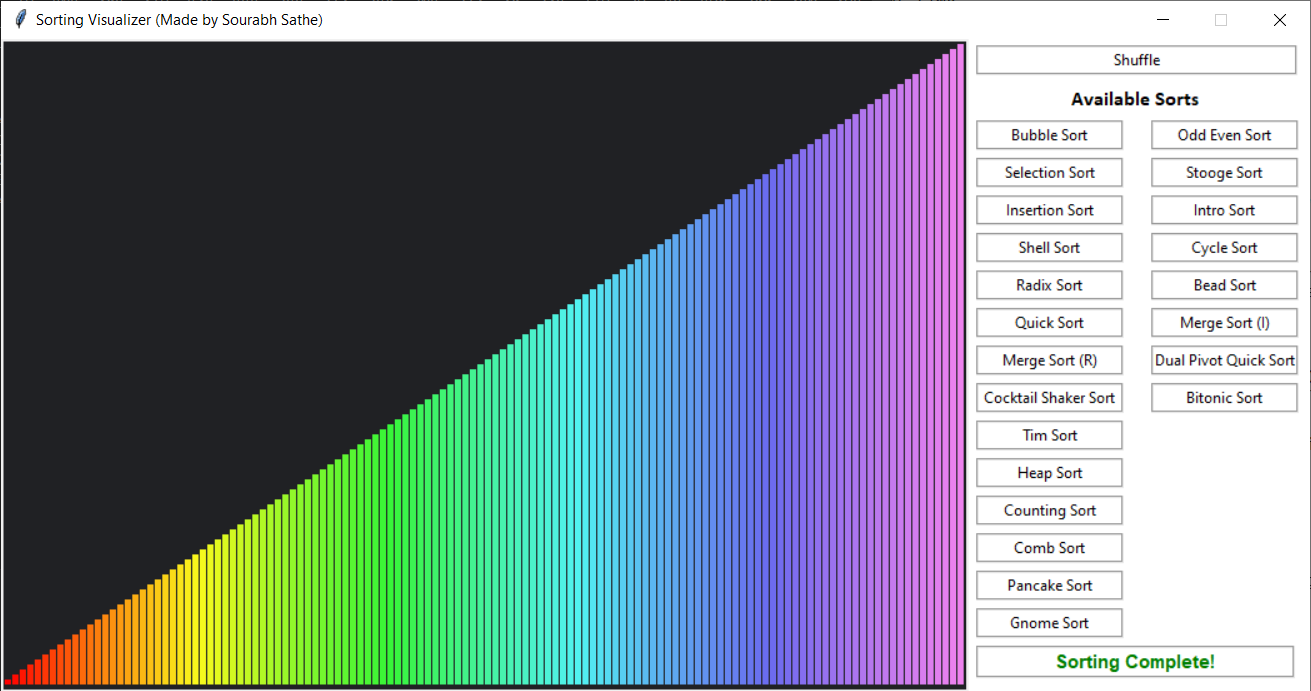 Sorting Visualizer (Made by Sourabh Sathe)
Shuffle
Available Sorts
Bubble Sort
Odd Even Sort
Selection Sort
Stooge Sort
Insertion Sort
Intro Sort
Shell Sort
Cycle Sort
Radix Sort
Bead Sort
Quick Sort
Merge Sort (I)
Merge Sort (R)
Dual Pivot Quick Sort
Cocktail Shaker Sort
Bitonic Sort
Tim Sort
Heap Sort
Counting Sort
Comb Sort
Pancake Sort
Gnome Sort
Sorting Complete!